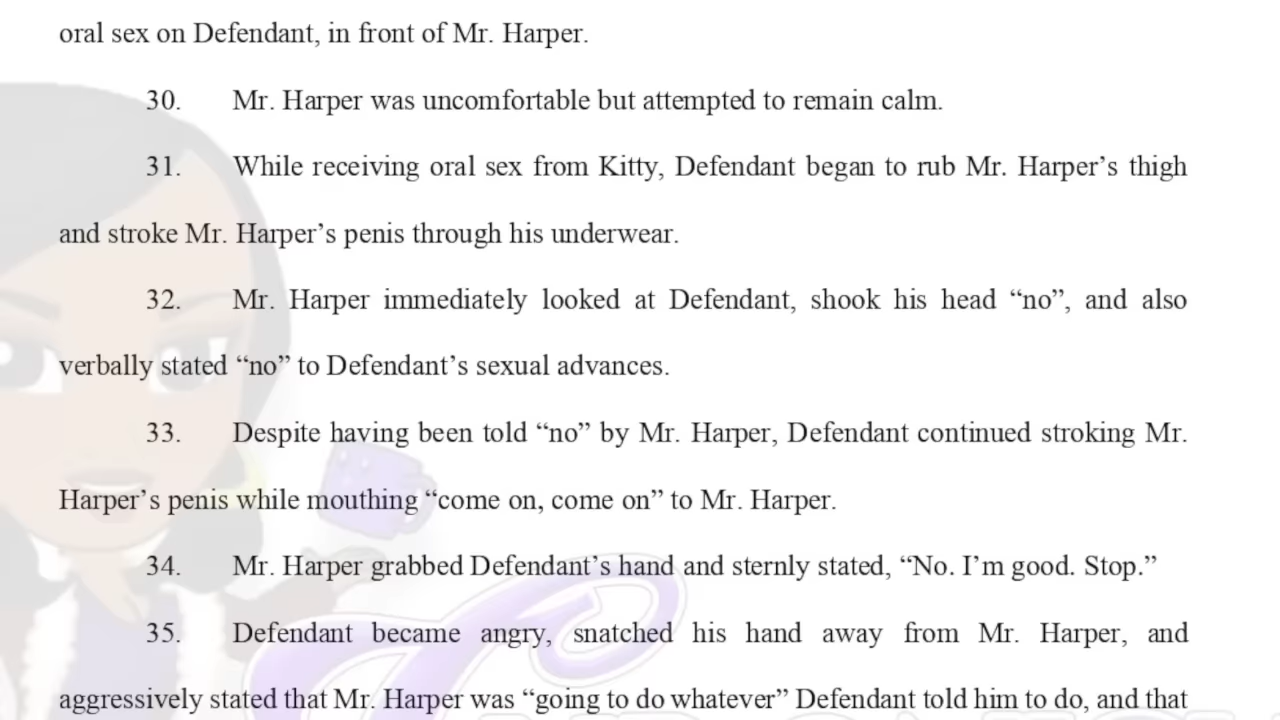 oral sex on Defendant, in front of Mr. Harper.
30. Mr. Harper was uncomfortable but attempted to remain calm.
31. While receiving oral sex from Kitty, Defendant began to rub Mr. Harper’s thigh
and stroke Mr. Harper’s penis through his underwear.
32. Mr. Harper immediately looked at Defendant, shook his head “no”, and also
verbally stated “no” to Defendant’s sexual advances.
33. Despite having been told “no” by Mr. Harper, Defendant continued stroking Mr.
Harper’s penis while mouthing “come on, come on” to Mr. Harper.
34. Mr. Harper grabbed Defendant’s hand and sternly stated, “No. I’m good. Stop.”
35. Defendant became angry, snatched his hand away from Mr. Harper, and
aggressively stated that Mr. Harper was “going to do whatever” Defendant told him to do, and that